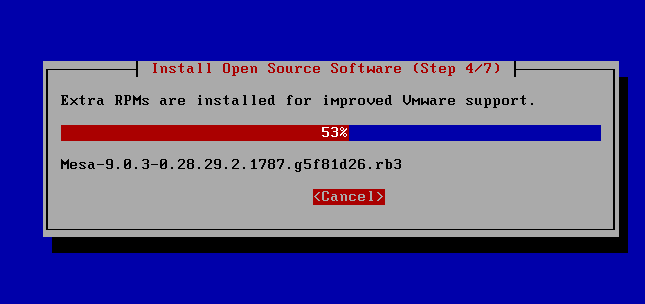 Install Open Source Software (Step 4/7)
Extra RPMs are installed for improved Vmware support.
53%
Mesa-9.0.3-0.28.29.2.1787.g5f81d26.rb3
<Cancel>